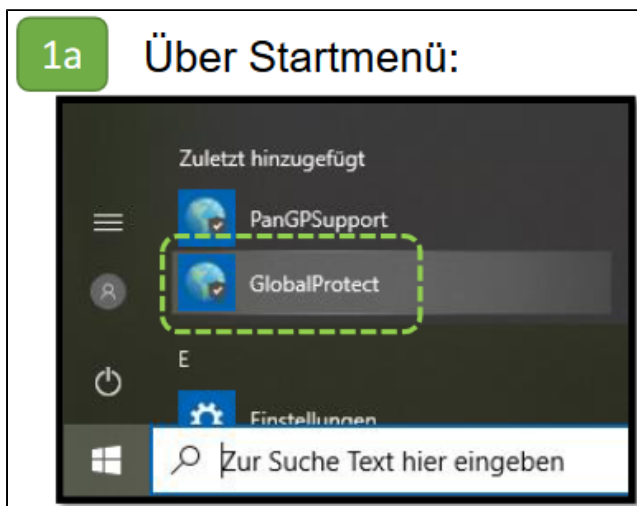 1a
Über Startmenü:
Zuletzt hinzugefügt
PanGPSupport
GlobalProtect
E
Einstellungen
Zur Suche Text hier eingeben